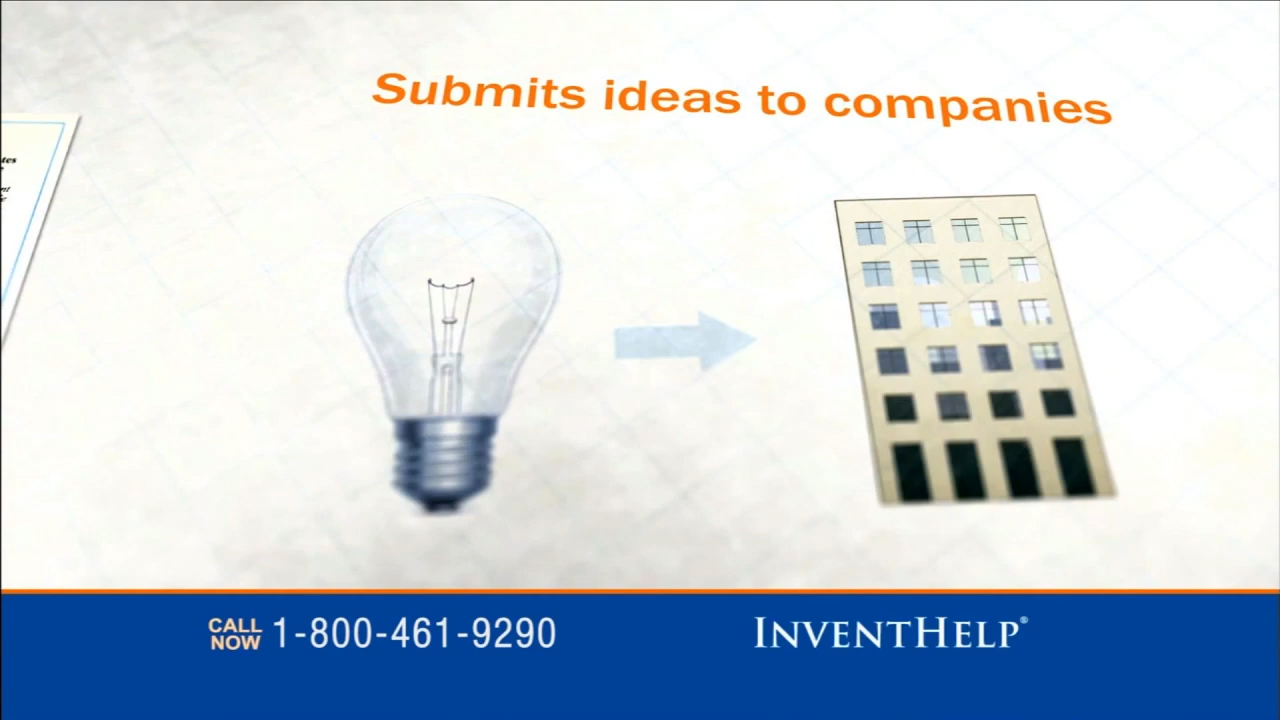 Submits ideas to companies
CALL NOW 1-800-461-9290
INVENTHELP®